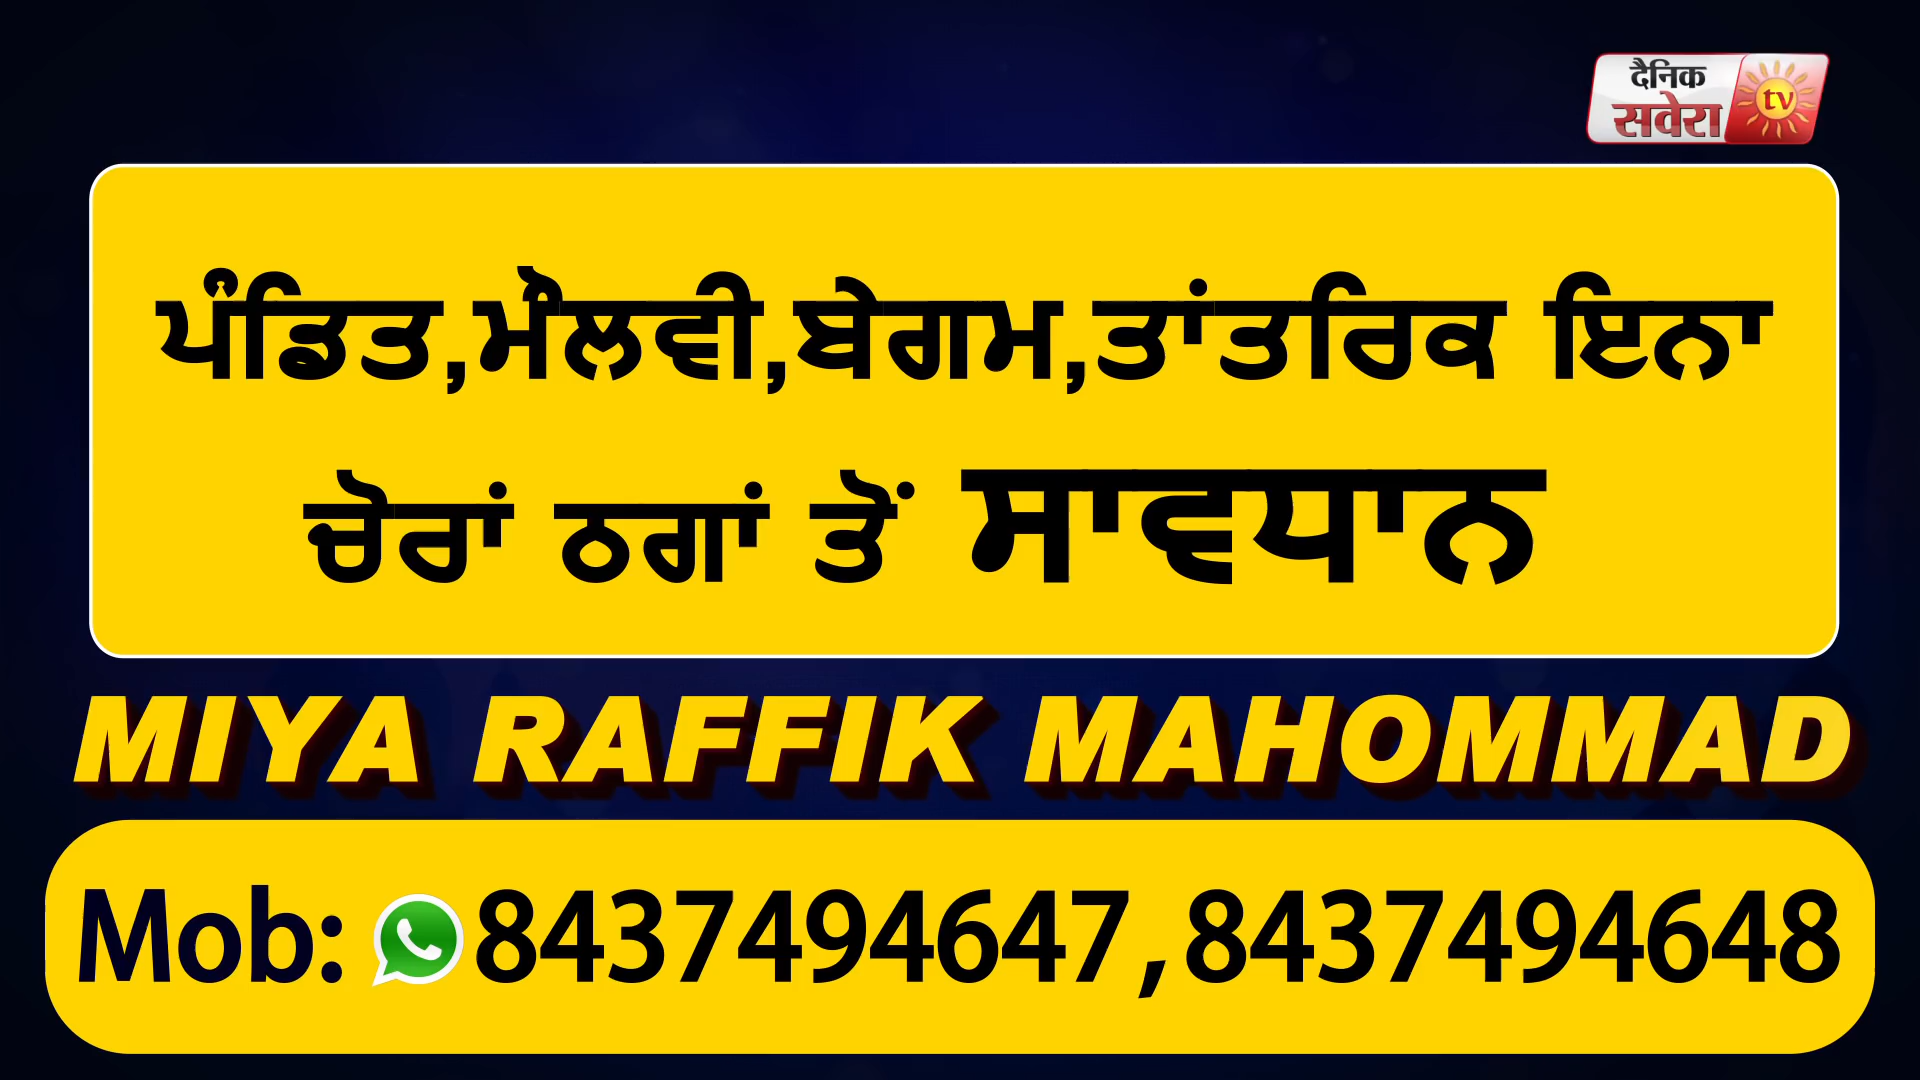 दैनिक
सवेरा tv
ਪੰਡਿਤ,ਮੌਲਵੀ,ਬੇਗਮ,ਤਾਂਤਰਿਕ ਇਨਾ
ਚੋਰਾਂ ਠਗਾਂ ਤੋਂ ਸਾਵਧਾਨ
MIYA RAFFIK MAHOMMAD
Mob: 8437494647,8437494648